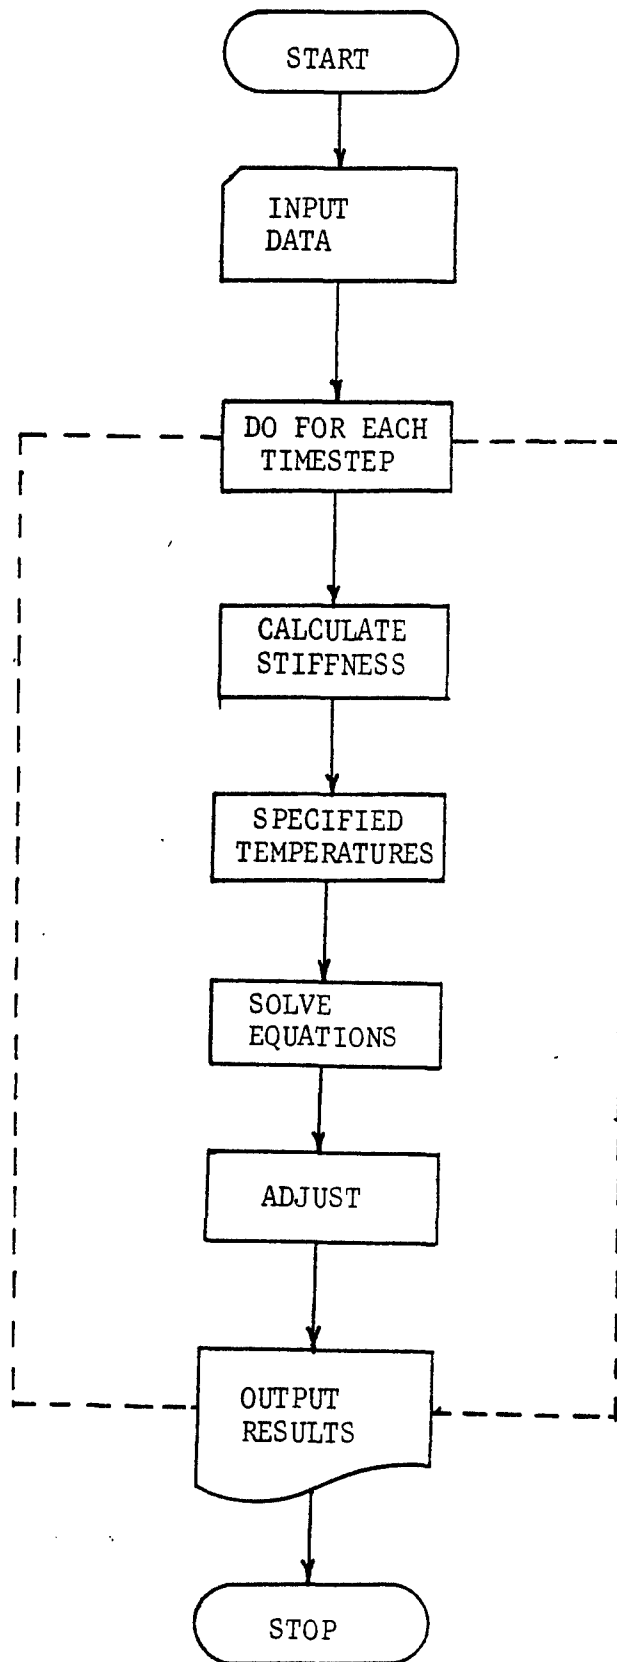 START
INPUT
DATA
DO FOR EACH
TIMESTEP
CALCULATE
STIFFNESS
SPECIFIED
TEMPERATURES
SOLVE
EQUATIONS
ADJUST
OUTPUT
RESULTS
STOP